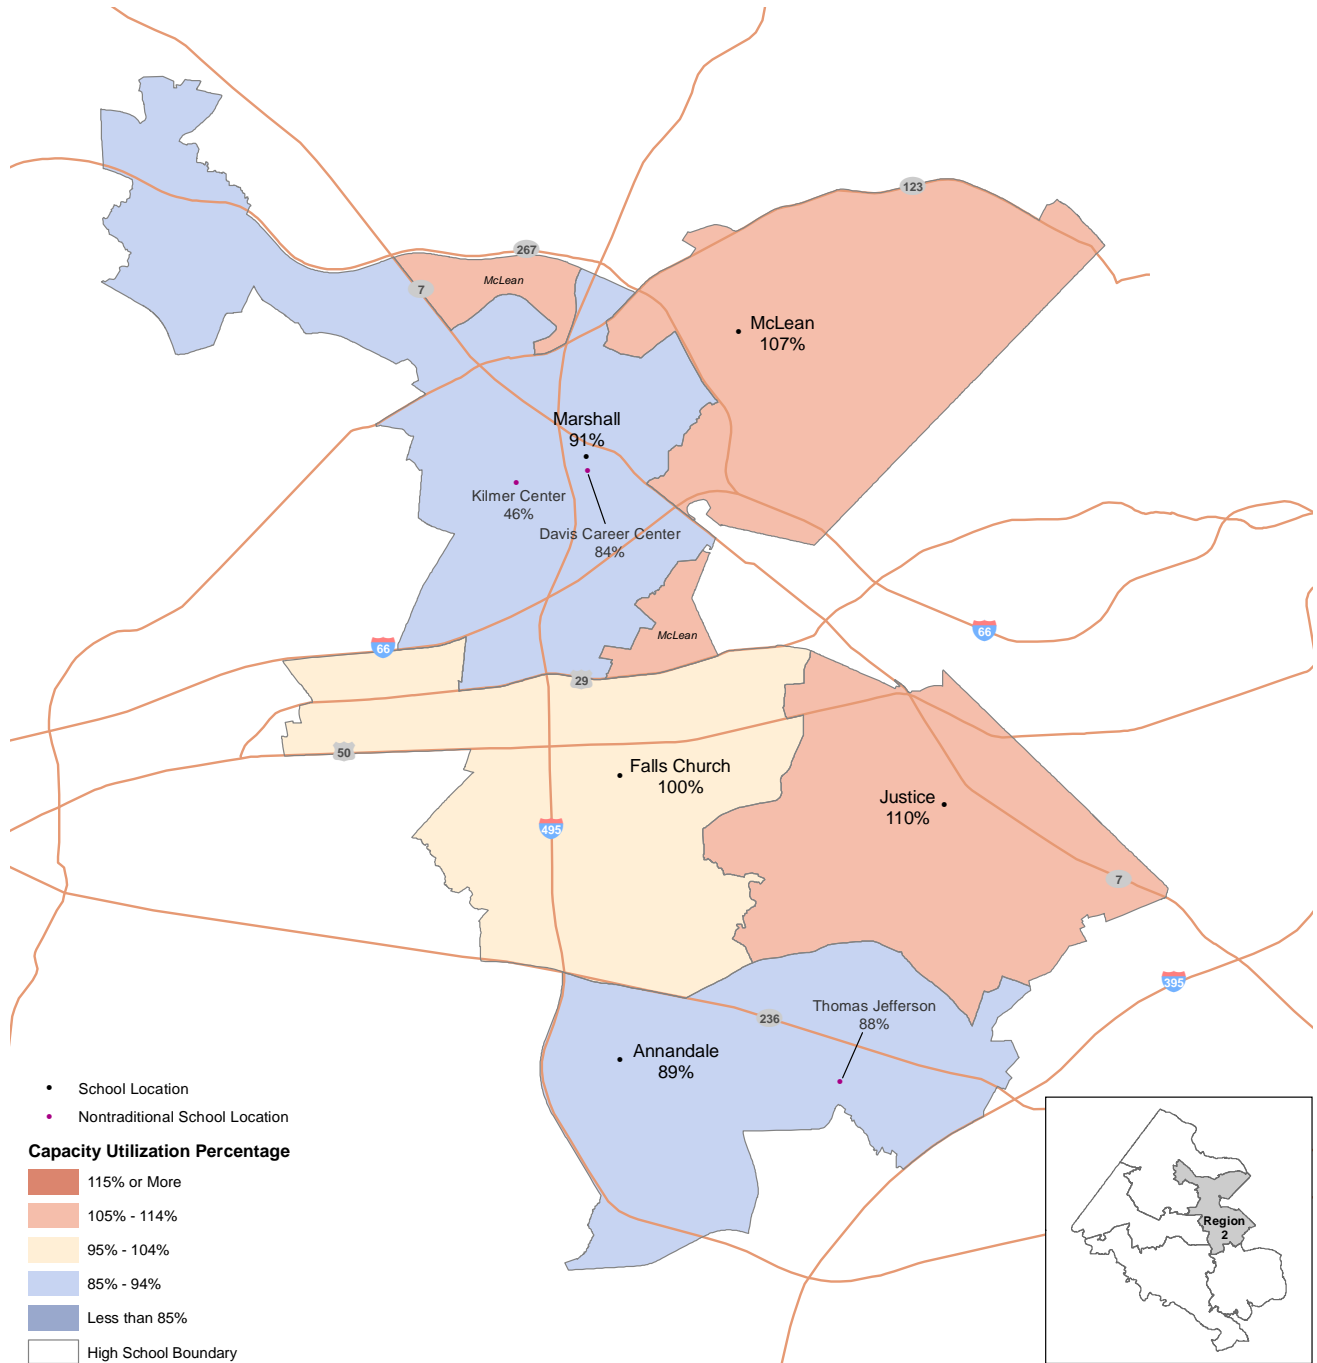 123
267
McLean
7
McLean
107%
Marshall
91%
Kilmer Center
46%
Davis Career Center
84%
McLean
66
66
29
50
Falls Church
100%
Justice
110%
495
7
395
Thomas Jefferson
88%
236
Annandale
89%
School Location
Nontraditional School Location
Capacity Utilization Percentage
115% or More
105% - 114%
95% - 104%
85% - 94%
Less than 85%
High School Boundary
Region
2